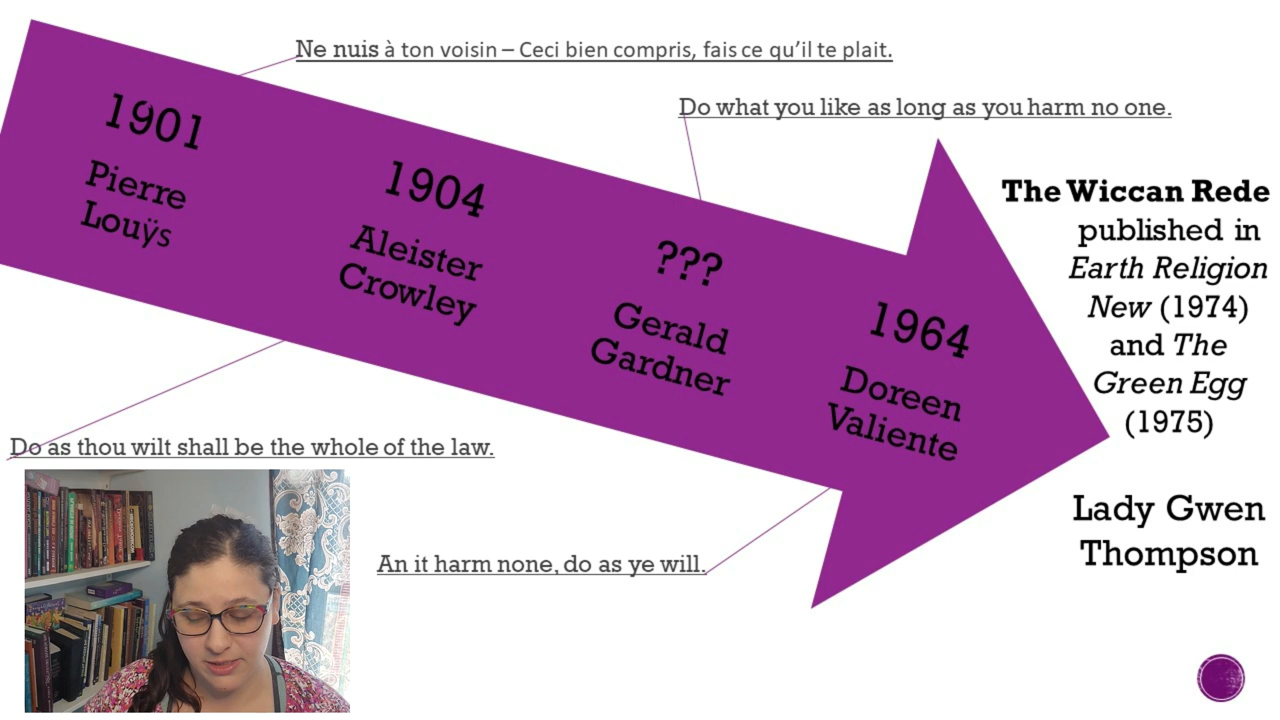 Ne nuis à ton voisin – Ceci bien compris, fais ce qu’il te plait.
Do what you like as long as you harm no one.
1901
Pierre
Louÿs
1904
Aleister
Crowley
???
Gerald
Gardner
1964
Doreen
Valiente
The Wiccan Rede
published in
Earth Religion
New (1974)
and The
Green Egg
(1975)
Lady Gwen
Thompson
Do as thou wilt shall be the whole of the law.
An it harm none, do as ye will.